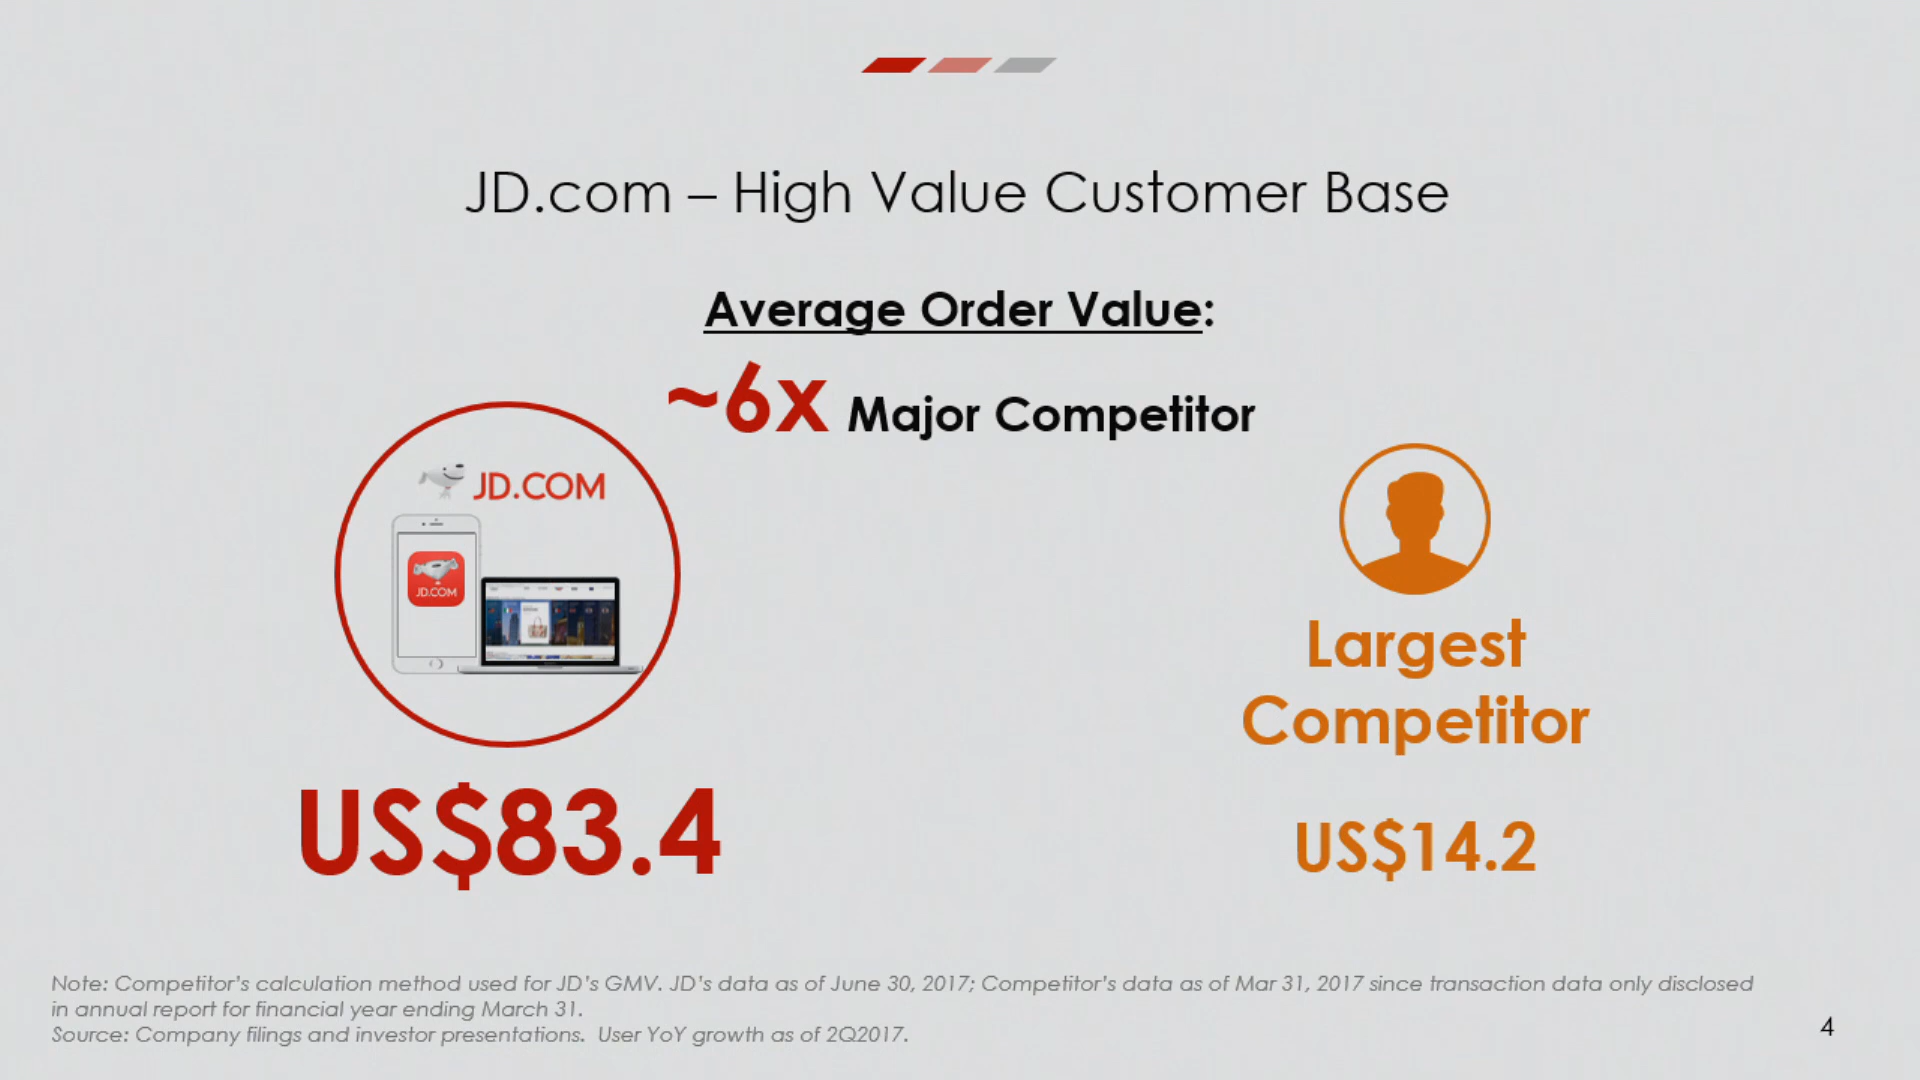 JD.com – High Value Customer Base
Average Order Value:
~6x Major Competitor
JD.COM
JD.COM
Largest
Competitor
US$83.4
US$14.2
Note: Competitor's calculation method used for JD's GMV. JD's data as of June 30, 2017; Competitor's data as of Mar 31, 2017 since transaction data only disclosed
in annual report for financial year ending March 31.
Source: Company filings and investor presentations.  User YoY growth as of 2Q2017.
4